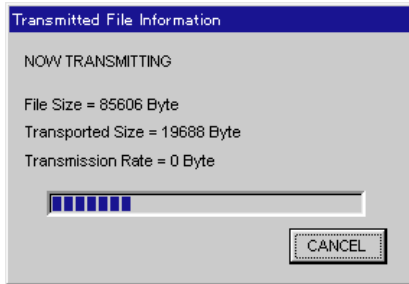 Transmitted File Information
NOW TRANSMITTING
File Size = 85606 Byte
Transported Size = 19688 Byte
Transmission Rate = 0 Byte
CANCEL